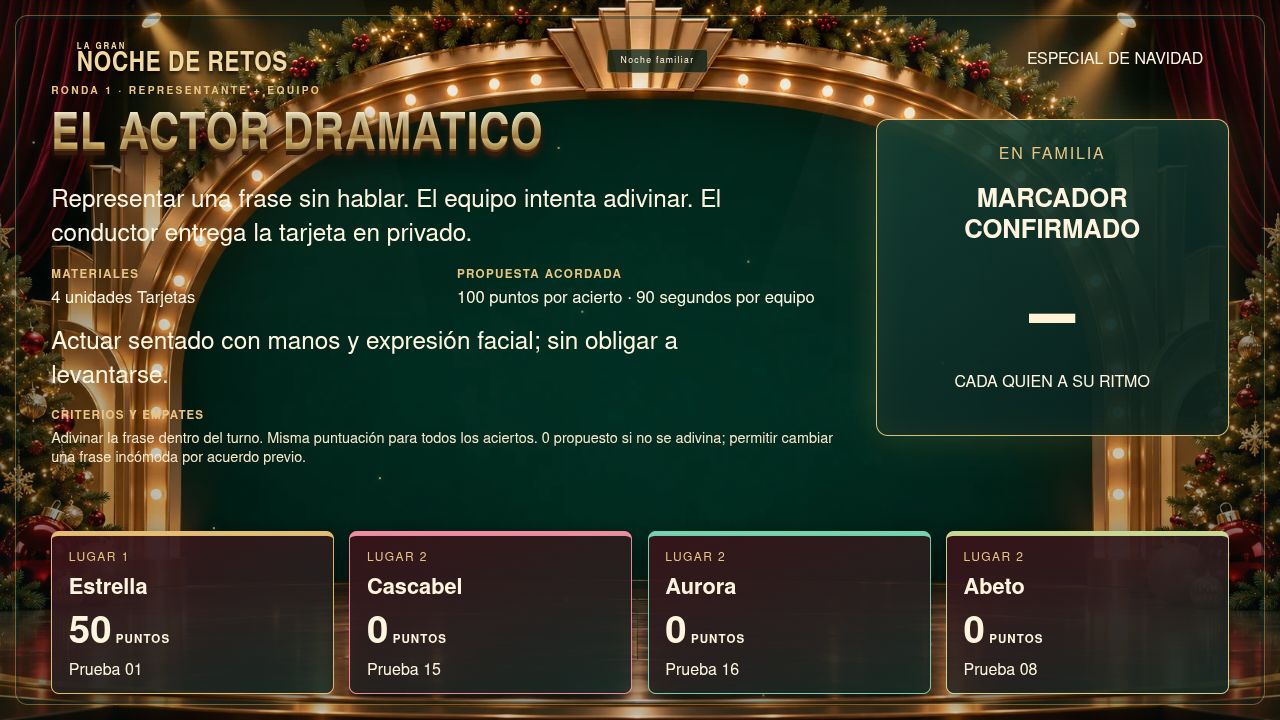 LA GRAN
NOCHE DE RETOS
Noche familiar
ESPECIAL DE NAVIDAD
RONDA 1 · REPRESENTANTE + EQUIPO
EL ACTOR DRAMATICO
Representar una frase sin hablar. El equipo intenta adivinar. El
conductor entrega la tarjeta en privado.
MATERIALES
4 unidades Tarjetas
PROPUESTA ACORDADA
100 puntos por acierto · 90 segundos por equipo
Actuar sentado con manos y expresión facial; sin obligar a
levantarse.
CRITERIOS Y EMPATES
Adivinar la frase dentro del turno. Misma puntuación para todos los aciertos. 0 propuesto si no se adivina; permitir cambiar
una frase incómoda por acuerdo previo.
EN FAMILIA
MARCADOR
CONFIRMADO
—
CADA QUIEN A SU RITMO
LUGAR 1
Estrella
50 PUNTOS
Prueba 01
LUGAR 2
Cascabel
0 PUNTOS
Prueba 15
LUGAR 2
Aurora
0 PUNTOS
Prueba 16
LUGAR 2
Abeto
0 PUNTOS
Prueba 08